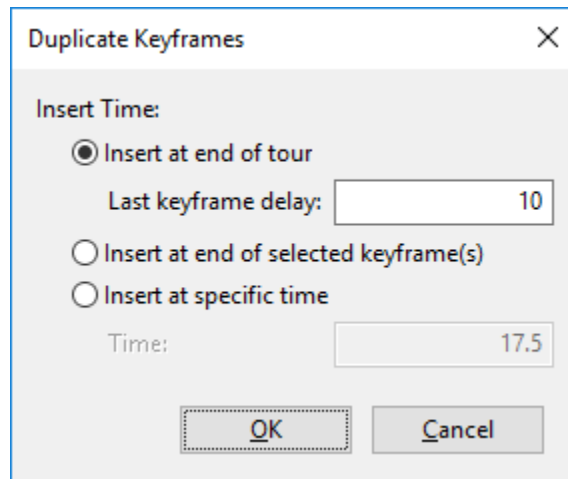 Duplicate Keyframes
Insert Time:
Insert at end of tour
Last keyframe delay: 10
Insert at end of selected keyframe(s)
Insert at specific time
Time: 17.5
OK Cancel